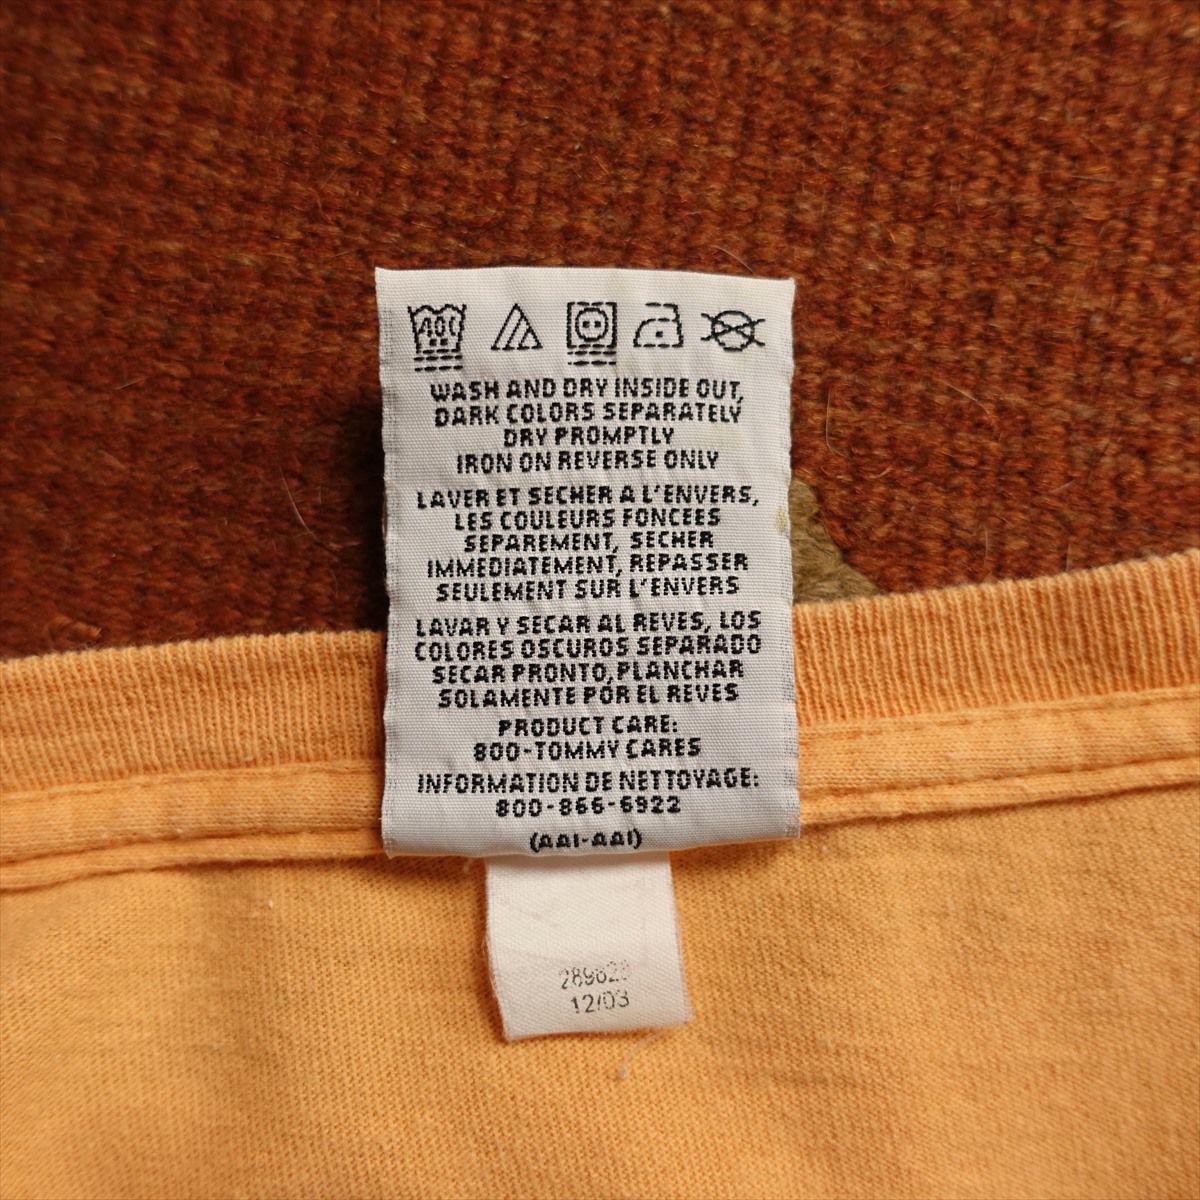 40C
WASH AND DRY INSIDE OUT,
DARK COLORS SEPARATELY
DRY PROMPTLY
IRON ON REVERSE ONLY
LAVER ET SECHER A L'ENVERS,
LES COULEURS FONCEES
SEPAREMENT, SECHER
IMMEDIATEMENT, REPASSER
SEULEMENT SUR L'ENVERS
LAVAR Y SECAR AL REVES, LOS
COLORES OSCUROS SEPARADO
SECAR PRONTO, PLANCHAR
SOLAMENTE POR EL REVES
PRODUCT CARE:
800-TOMMY CARES
INFORMATION DE NETTOYAGE:
800-866-6922
(AAI-AAI)
12/03